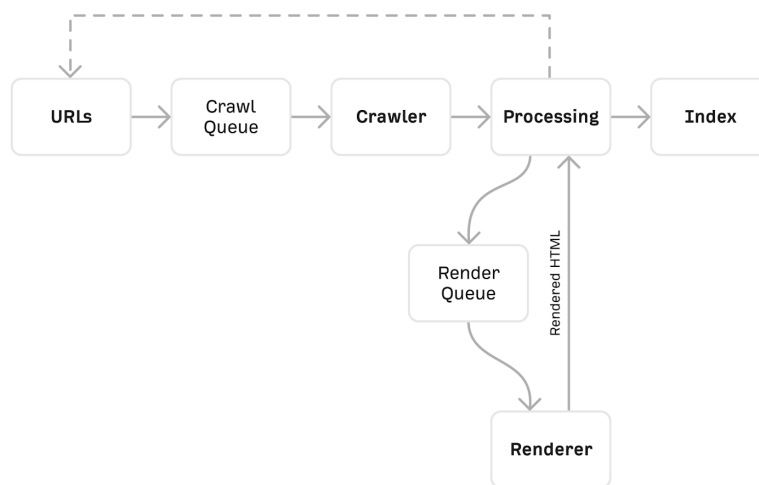 URLs
Crawl
Queue
Crawler
Processing
Index
Render
Queue
Rendered HTML
Renderer